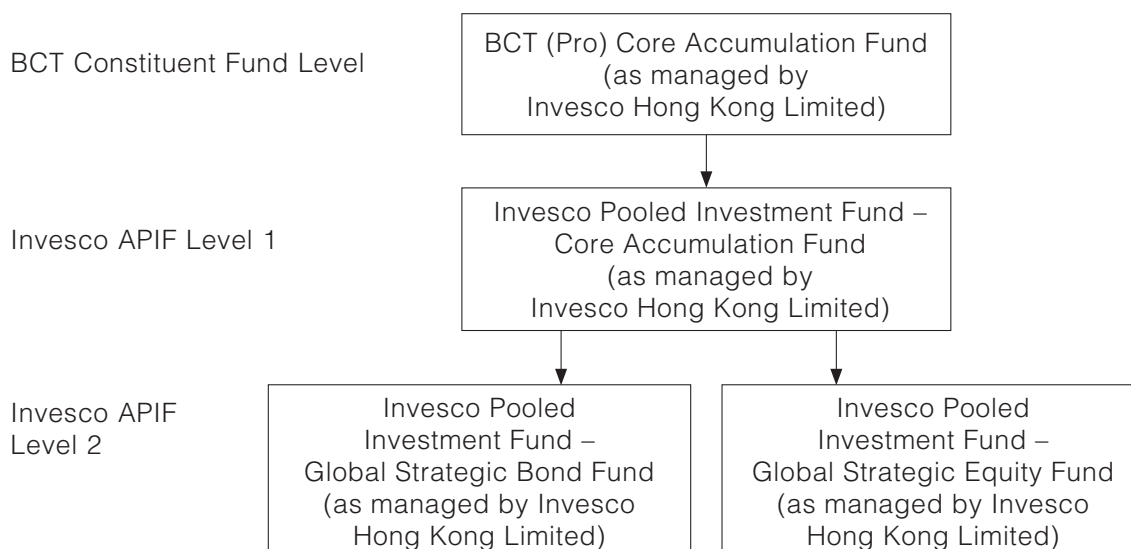 BCT Constituent Fund Level
BCT (Pro) Core Accumulation Fund
(as managed by
Invesco Hong Kong Limited)
Invesco APIF Level 1
Invesco Pooled Investment Fund –
Core Accumulation Fund
(as managed by
Invesco Hong Kong Limited)
Invesco APIF
Level 2
Invesco Pooled
Investment Fund –
Global Strategic Bond Fund
(as managed by Invesco
Hong Kong Limited)
Invesco Pooled
Investment Fund –
Global Strategic Equity Fund
(as managed by Invesco
Hong Kong Limited)